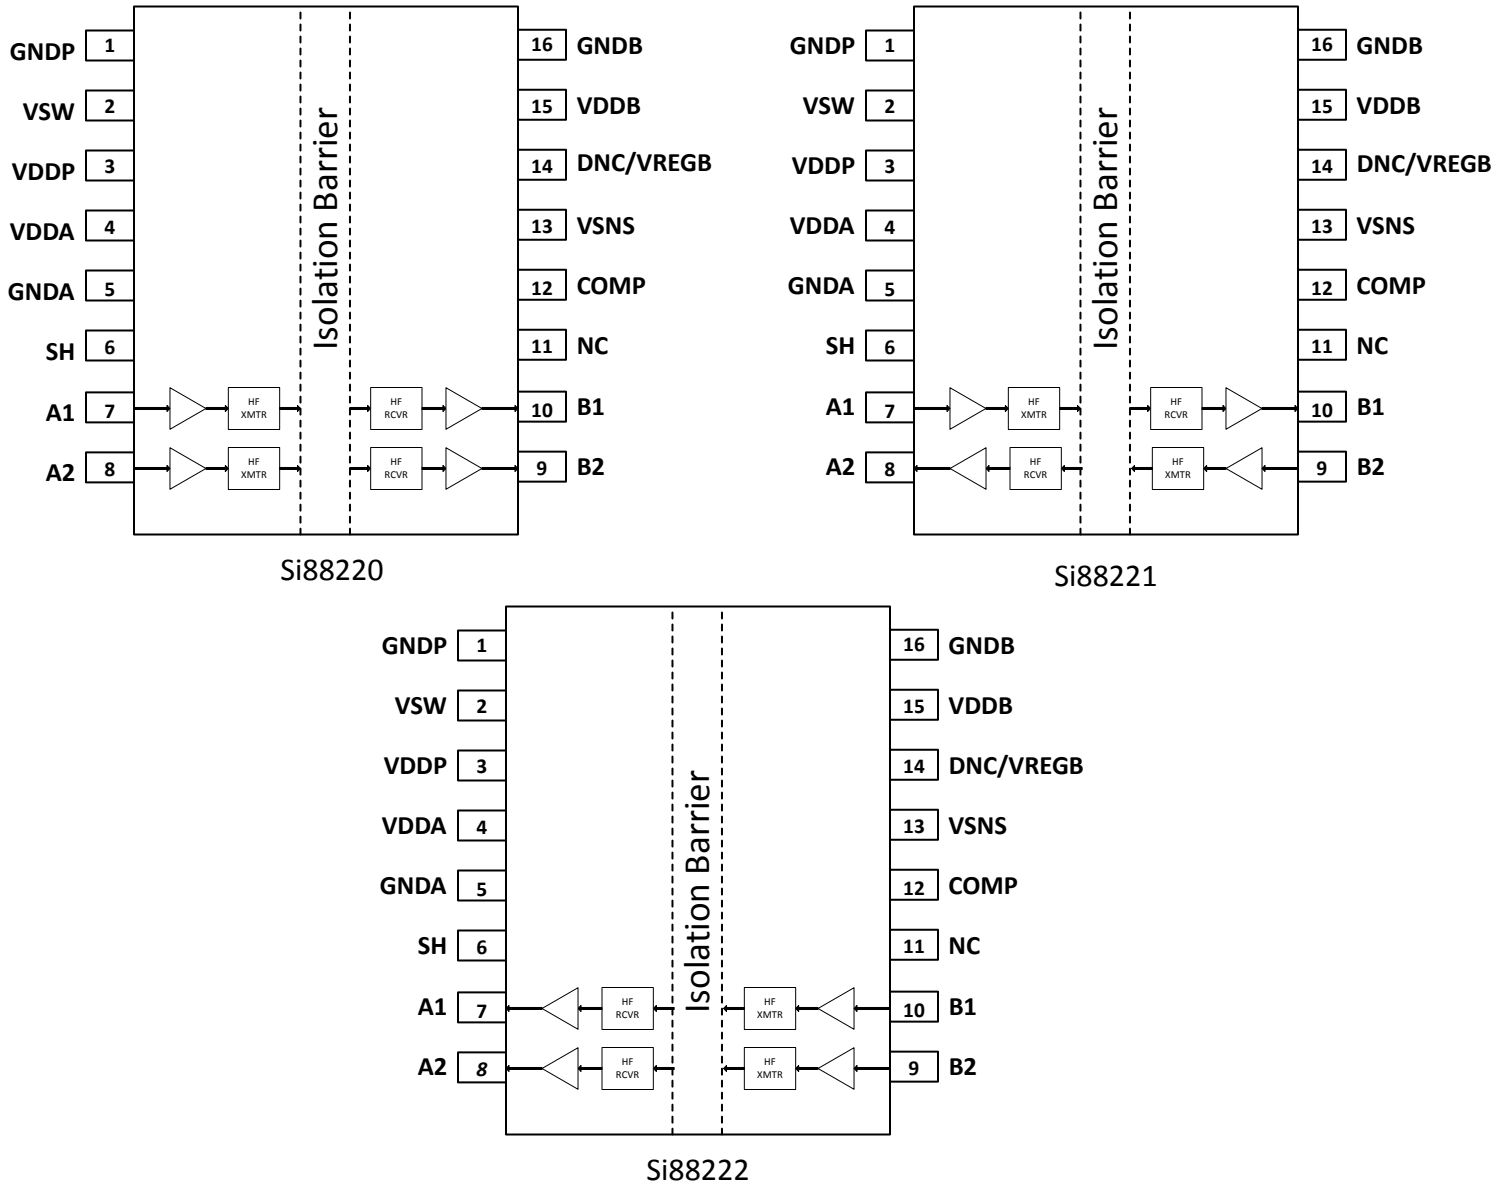 GNDP 1 16 GNDB
VSW 2 15 VDDB
VDDP 3 14 DNC/VREGB
VDDA 4 13 VSNS
GNDA 5 12 COMP
SH 6 11 NC
A1 7 HF XMTR HF RCVR 10 B1
A2 8 HF XMTR HF RCVR 9 B2
Isolation Barrier
Si88220
GNDP 1 16 GNDB
VSW 2 15 VDDB
VDDP 3 14 DNC/VREGB
VDDA 4 13 VSNS
GNDA 5 12 COMP
SH 6 11 NC
A1 7 HF XMTR HF RCVR 10 B1
A2 8 HF RCVR HF XMTR 9 B2
Isolation Barrier
Si88221
GNDP 1 16 GNDB
VSW 2 15 VDDB
VDDP 3 14 DNC/VREGB
VDDA 4 13 VSNS
GNDA 5 12 COMP
SH 6 11 NC
A1 7 HF RCVR HF XMTR 10 B1
A2 8 HF RCVR HF XMTR 9 B2
Isolation Barrier
Si88222